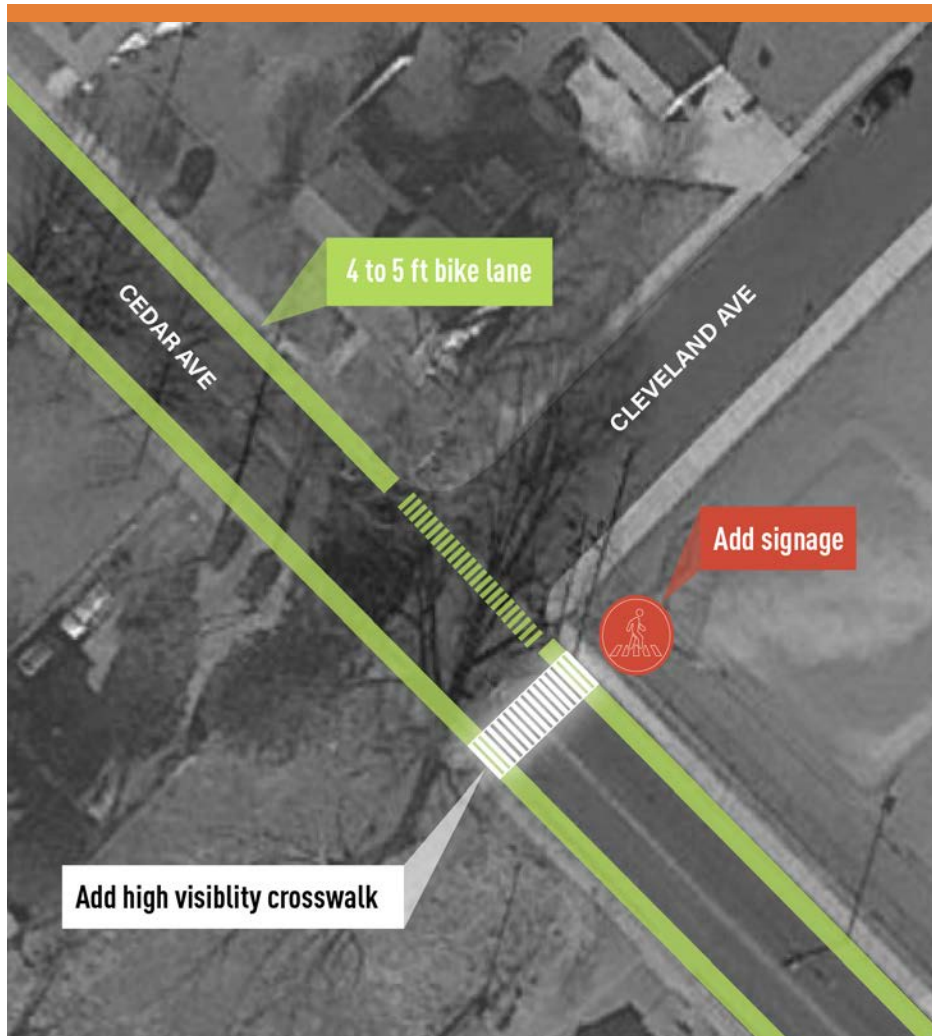 4 to 5 ft bike lane
CEDAR AVE
CLEVELAND AVE
Add signage
Add high visiblity crosswalk